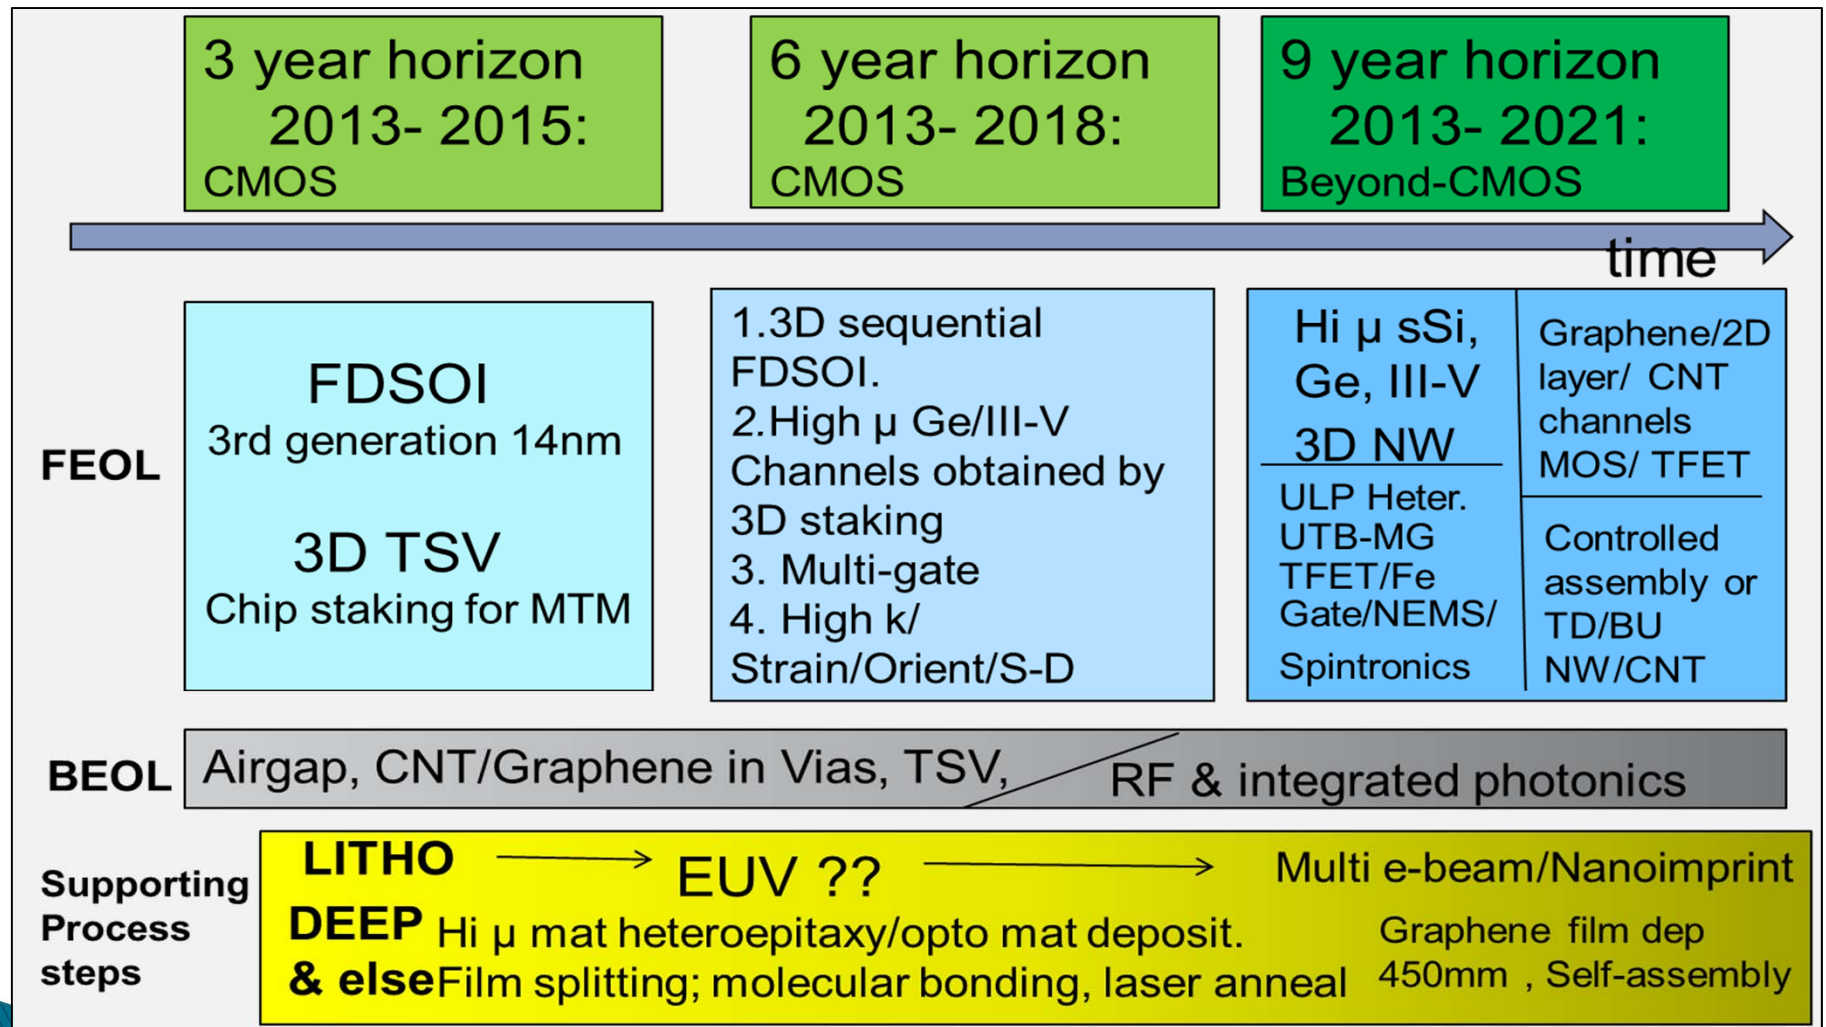 3 year horizon
2013- 2015:
CMOS
6 year horizon
2013- 2018:
CMOS
9 year horizon
2013- 2021:
Beyond-CMOS
time
FEOL
FDSOI
3rd generation 14nm
3D TSV
Chip staking for MTM
1.3D sequential
FDSOI.
2.High μ Ge/III-V
Channels obtained by
3D staking
3. Multi-gate
4. High k/
Strain/Orient/S-D
Hi μ sSi,
Ge, III-V
3D NW
ULP Heter.
UTB-MG
TFET/Fe
Gate/NEMS/
Spintronics
Graphene/2D
layer/ CNT
channels
MOS/ TFET
Controlled
assembly or
TD/BU
NW/CNT
BEOL
Airgap, CNT/Graphene in Vias, TSV,
RF & integrated photonics
Supporting
Process
steps
LITHO
EUV ??
Multi e-beam/Nanoimprint
DEEP
& else
Hi μ mat heteroepitaxy/opto mat deposit.
Film splitting; molecular bonding, laser anneal
Graphene film dep
450mm , Self-assembly